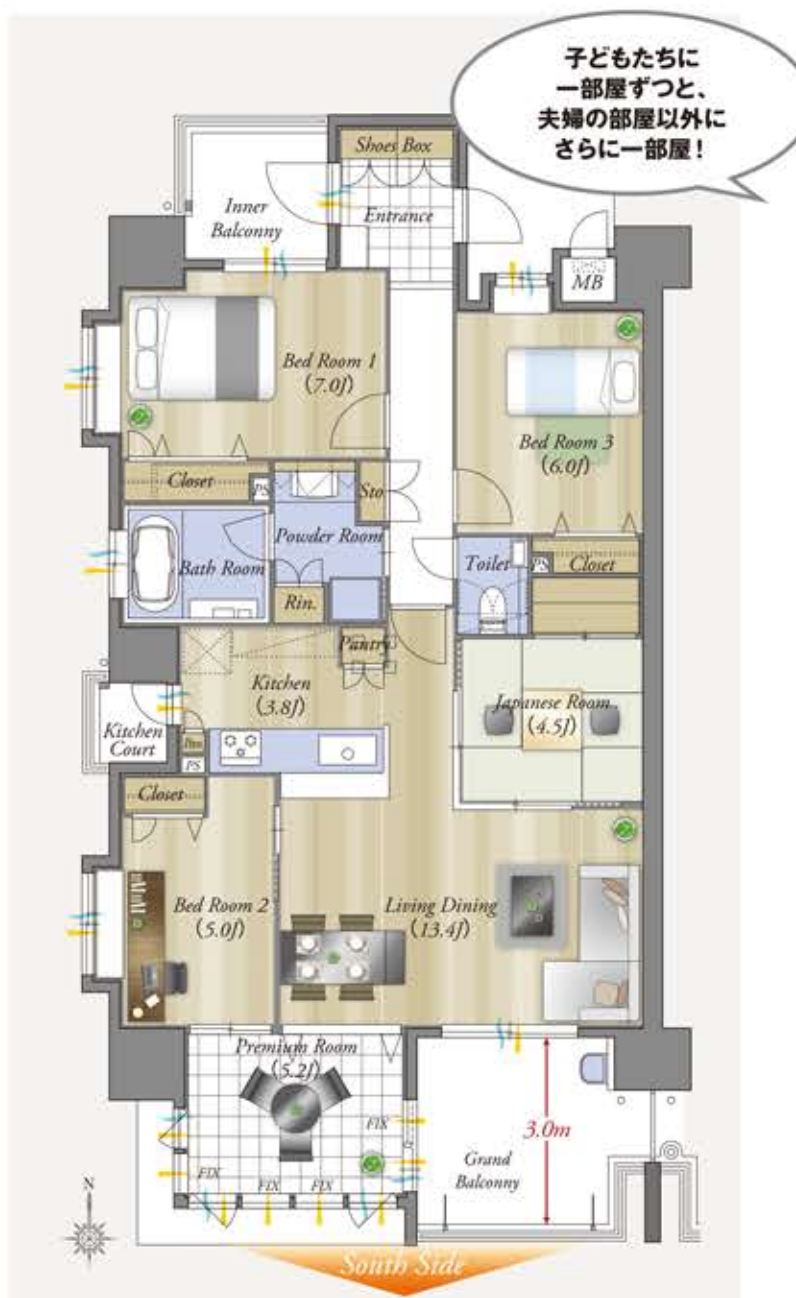 子どもたちに
一部屋ずつと、
夫婦の部屋以外に
さらに一部屋！
Shoes Box
Entrance
Inner
Balconny
MB
Bed Room 1
(7.0J)
Bed Room 3
(6.0J)
Closet
PS
Sto
Powder Room
Bath Room
Rin.
Toilet
PS
Closet
Pantry
Kitchen
(3.8J)
Japanese Room
(4.5J)
Kitchen
Court
PS
Closet
Bed Room 2
(5.0J)
Living Dining
(13.4J)
Premium Room
(5.2J)
FIX
FIX
FIX
FIX
3.0m
Grand
Balconny
N
South Side